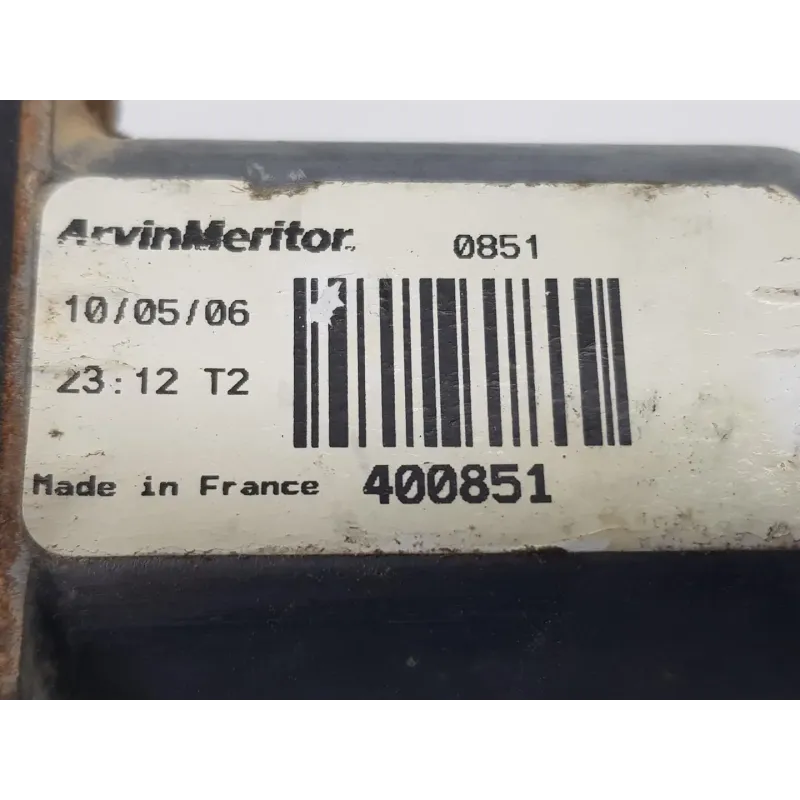 ArvinMeritor. 0851
10/05/06
23:12 T2
Made in France 400851